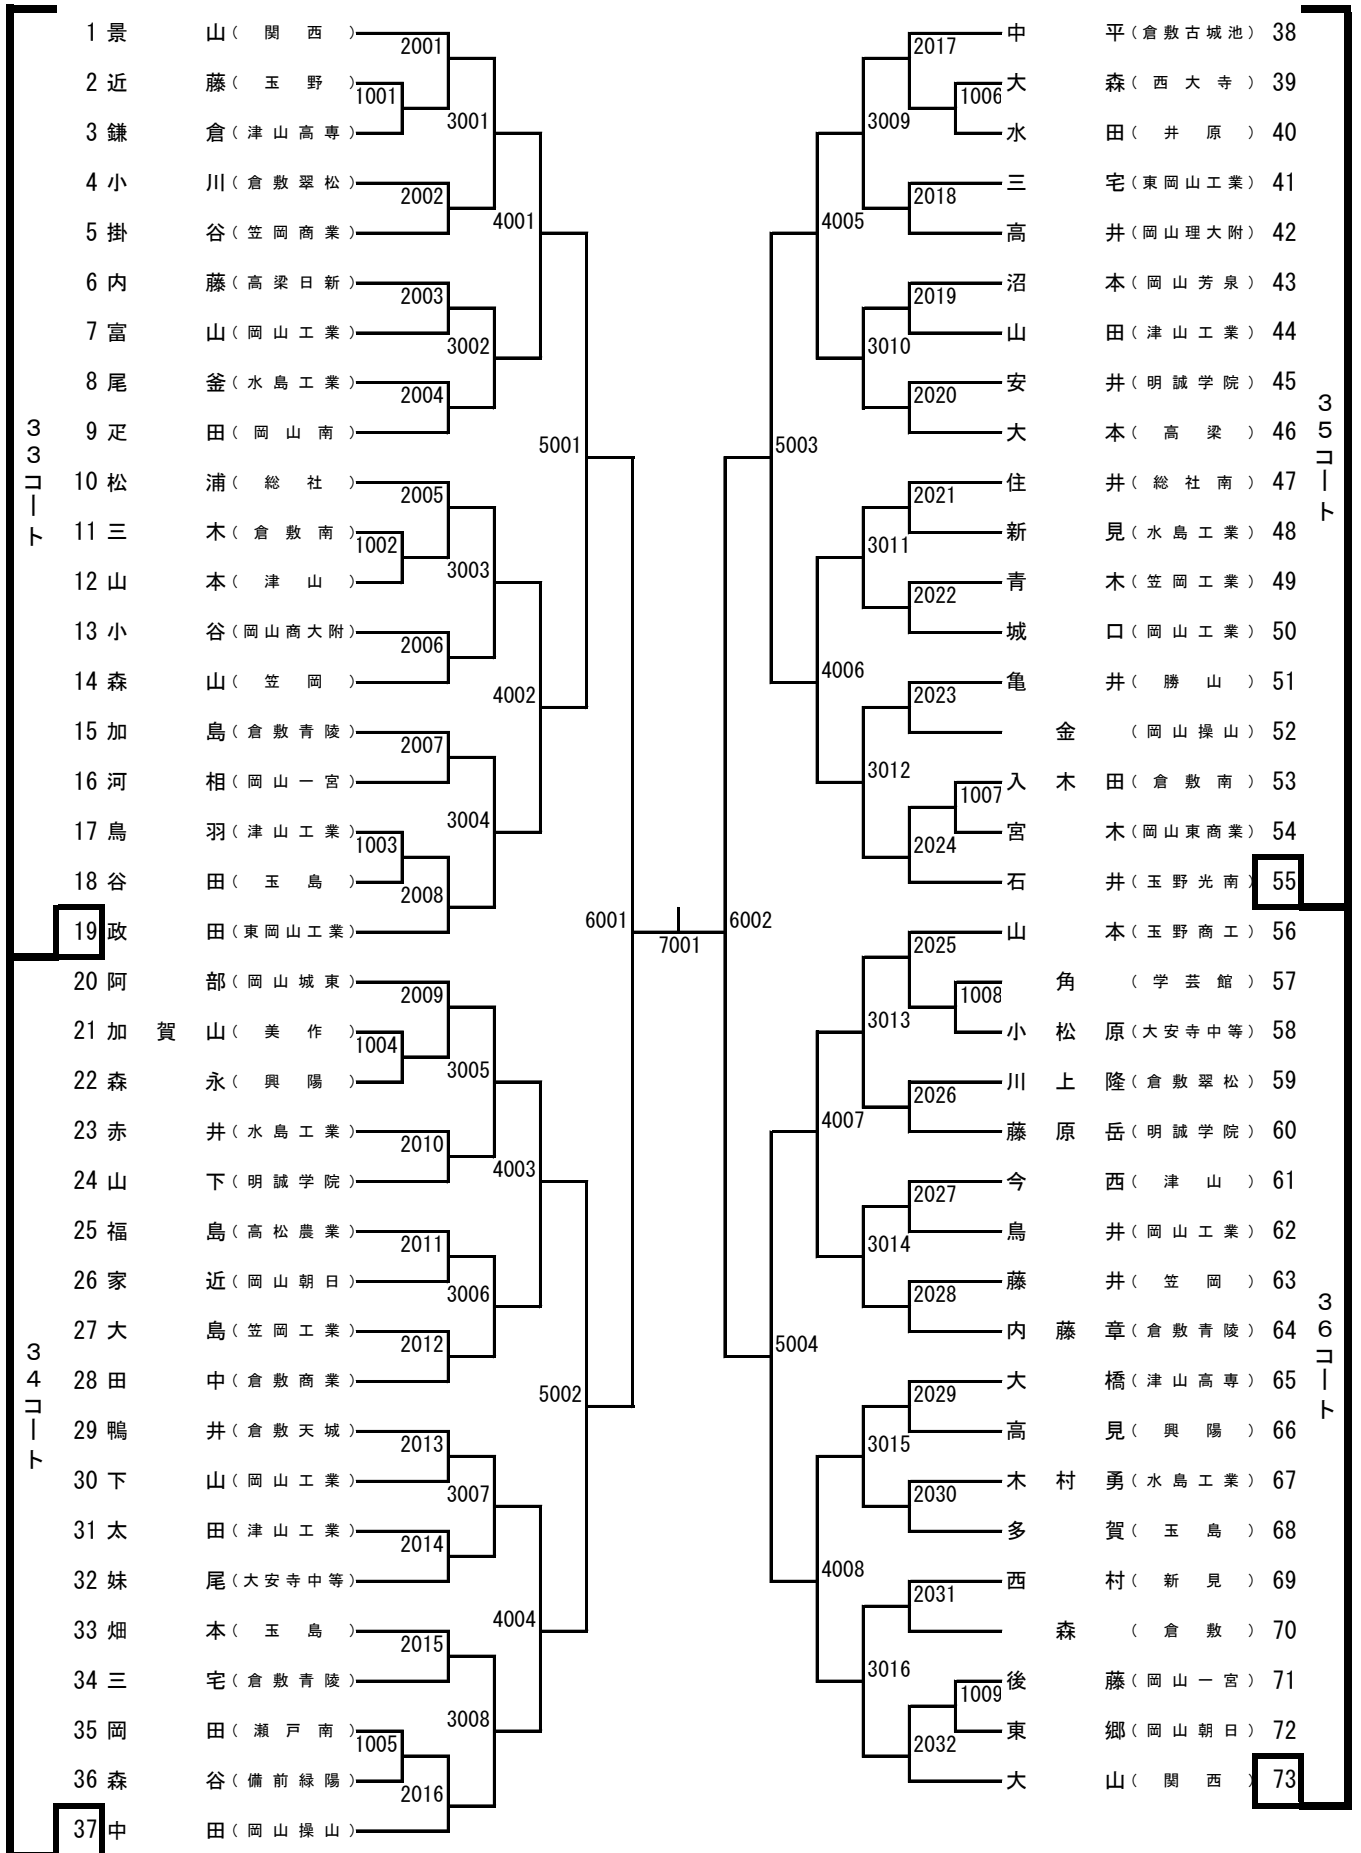 33コート
1 景山（関西）
2 近藤（玉野）
3 鎌倉（津山高専）
4 小川（倉敷翠松）
5 掛谷（笠岡商業）
6 内藤（高梁日新）
7 富山（岡山工業）
8 尾釜（水島工業）
9 疋田（岡山南）
10 松浦（総社）
11 三木（倉敷南）
12 山本（津山）
13 小谷（岡山商大附）
14 森山（笠岡）
15 加島（倉敷青陵）
16 河相（岡山一宮）
17 鳥羽（津山工業）
18 谷田（玉島）
19 政田（東岡山工業）
34コート
20 阿部（岡山城東）
21 加賀山（美作）
22 森永（興陽）
23 赤井（水島工業）
24 山下（明誠学院）
25 福島（高松農業）
26 家近（岡山朝日）
27 大島（笠岡工業）
28 田中（倉敷商業）
29 鴨井（倉敷天城）
30 下山（岡山工業）
31 太田（津山工業）
32 妹尾（大安寺中等）
33 畑本（玉島）
34 三宅（倉敷青陵）
35 岡田（瀬戸南）
36 森谷（備前緑陽）
37 中田（岡山操山）
1001
1002
1003
1004
1005
2001
2002
2003
2004
2005
2006
2007
2008
2009
2010
2011
2012
2013
2014
2015
2016
3001
3002
3003
3004
3005
3006
3007
3008
4001
4002
4003
4004
5001
5002
6001
7001
6002
5003
5004
4005
4006
4007
4008
3009
3010
3011
3012
3013
3014
3015
3016
2017
2018
2019
2020
2021
2022
2023
2024
2025
2026
2027
2028
2029
2030
2031
2032
1006
1007
1008
1009
35コート
中平（倉敷古城池） 38
大森（西大寺） 39
水田（井原） 40
三宅（東岡山工業） 41
高井（岡山理大附） 42
沼本（岡山芳泉） 43
山田（津山工業） 44
安井（明誠学院） 45
大本（高梁） 46
住井（総社南） 47
新見（水島工業） 48
青木（笠岡工業） 49
城口（岡山工業） 50
亀井（勝山） 51
金（岡山操山） 52
入木田（倉敷南） 53
宮木（岡山東商業） 54
石井（玉野光南） 55
36コート
山本（玉野商工） 56
角（学芸館） 57
小松原（大安寺中等） 58
川上隆（倉敷翠松） 59
藤原岳（明誠学院） 60
今西（津山） 61
鳥井（岡山工業） 62
藤井（笠岡） 63
内藤章（倉敷青陵） 64
大橋（津山高専） 65
高見（興陽） 66
木村勇（水島工業） 67
多賀（玉島） 68
西村（新見） 69
森（倉敷） 70
後藤（岡山一宮） 71
東郷（岡山朝日） 72
大山（関西） 73